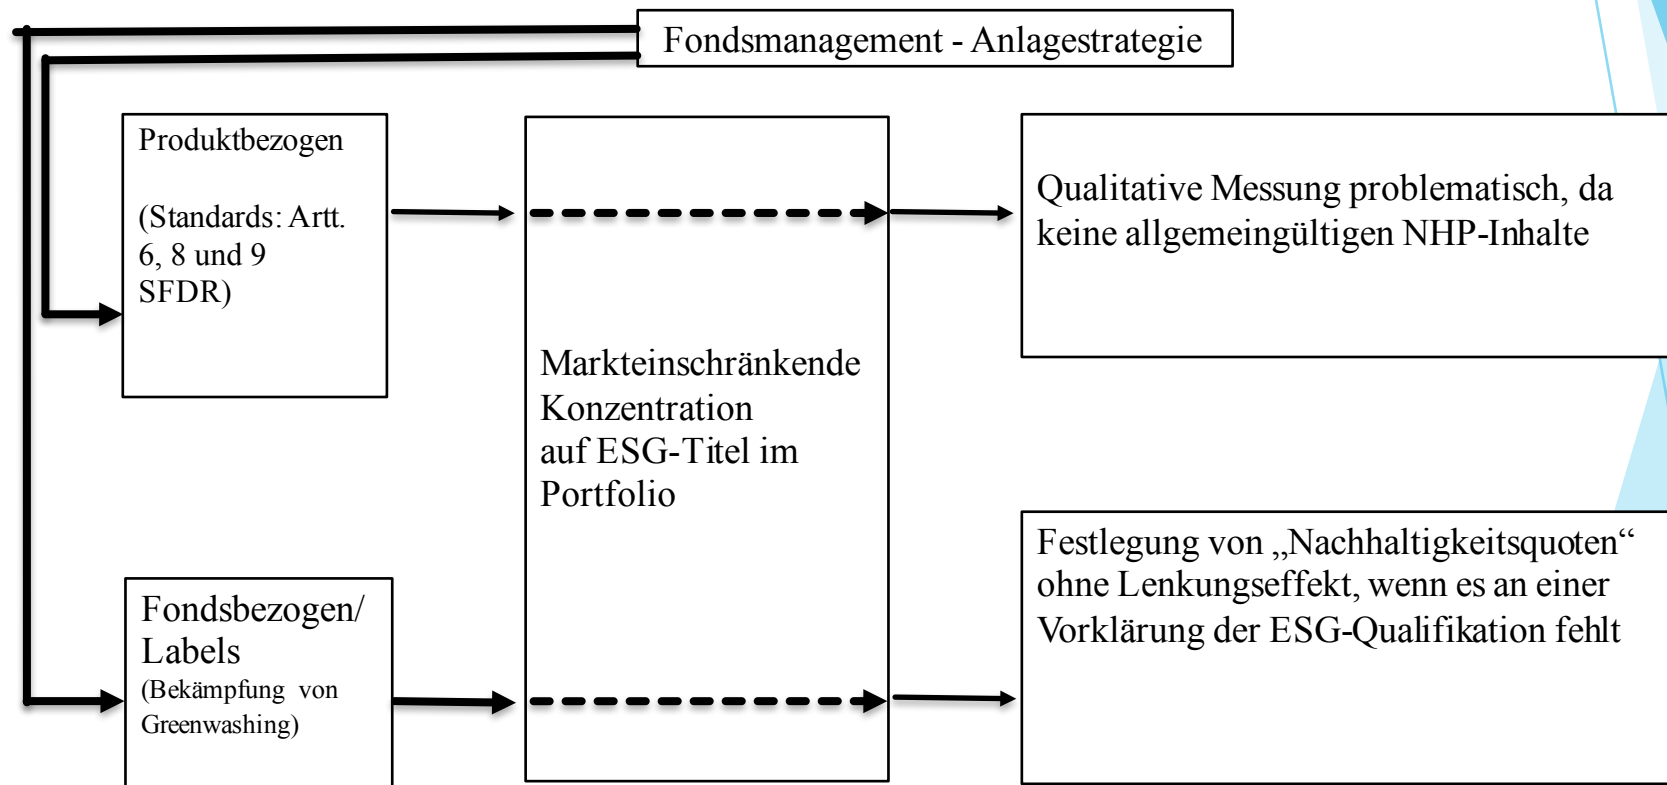 Fondsmanagement - Anlagestrategie
Produktbezogen
(Standards: Artt.
6, 8 und 9
SFDR)
Markteinschränkende
Konzentration
auf ESG-Titel im
Portfolio
Qualitative Messung problematisch, da
keine allgemeingültigen NHP-Inhalte
Fondsbezogen/
Labels
(Bekämpfung von
Greenwashing)
Festlegung von „Nachhaltigkeitsquoten“
ohne Lenkungseffekt, wenn es an einer
Vorklärung der ESG-Qualifikation fehlt